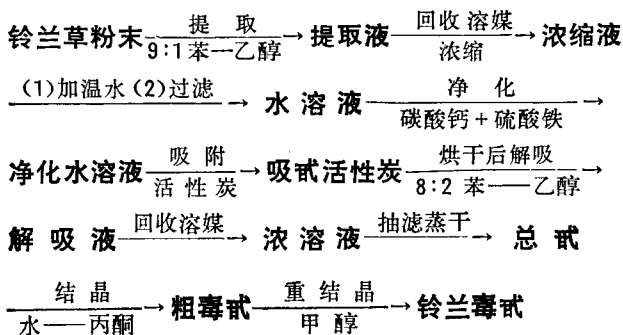 提 取
铃兰草粉末 → 提取液
9:1苯—乙醇
回收溶媒
→ 浓缩液
浓缩
(1)加温水(2)过滤
→ 水溶液
净 化
→
碳酸钙+硫酸铁
净化水溶液
吸 附
→ 吸甙活性炭
活性炭
烘干后解吸
→
8:2 苯——乙醇
解吸液
回收溶媒
→ 浓溶液
抽滤蒸干
→ 总甙
结 晶
→ 粗毒甙
水——丙酮
重结晶
→ 铃兰毒甙
甲 醇